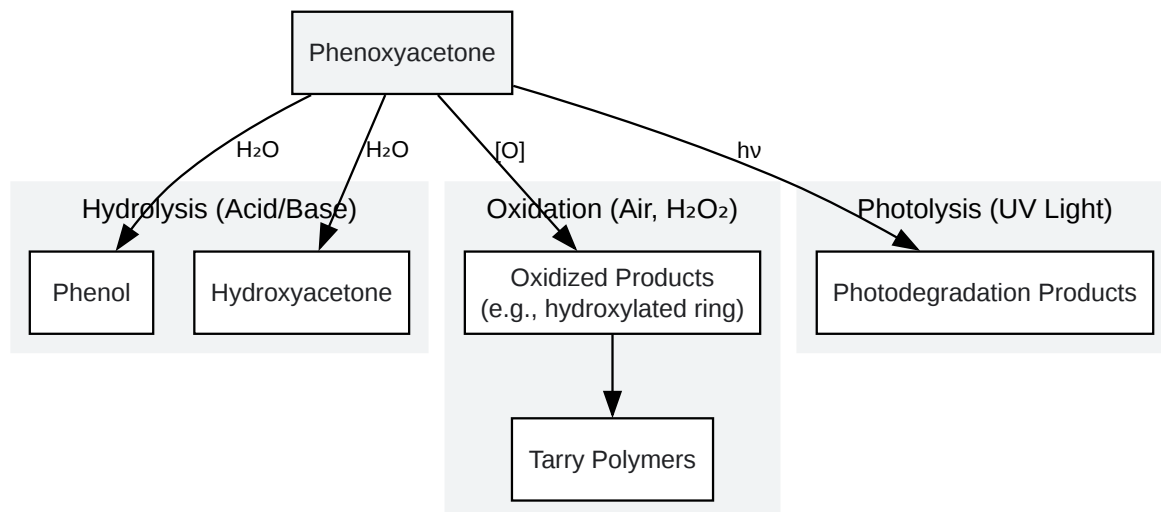 Phenoxyacetone
H₂O
H₂O
[O]
hν
Hydrolysis (Acid/Base)
Oxidation (Air, H₂O₂)
Photolysis (UV Light)
Phenol
Hydroxyacetone
Oxidized Products
(e.g., hydroxylated ring)
Photodegradation Products
Tarry Polymers